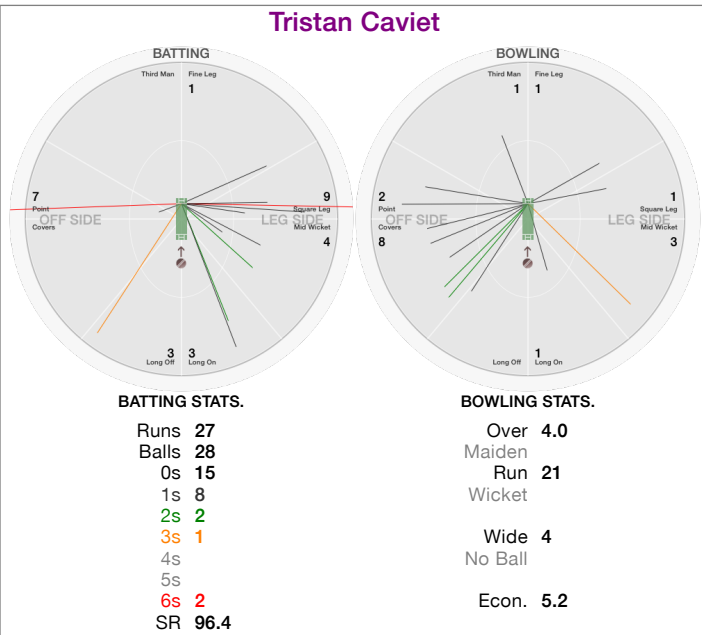 Tristan Caviet
BATTING
Third Man Fine Leg
1
7 9
Point Square Leg
OFF SIDE LEG SIDE
Covers Mid Wicket
4
3 3
Long Off Long On
BATTING STATS.
Runs 27
Balls 28
0s 15
1s 8
2s 2
3s 1
4s
5s
6s 2
SR 96.4
BOWLING
Third Man Fine Leg
1 1
2 1
Point Square Leg
OFF SIDE LEG SIDE
Covers Mid Wicket
8 3
1
Long Off Long On
BOWLING STATS.
Over 4.0
Maiden
Run 21
Wicket
Wide 4
No Ball
Econ. 5.2